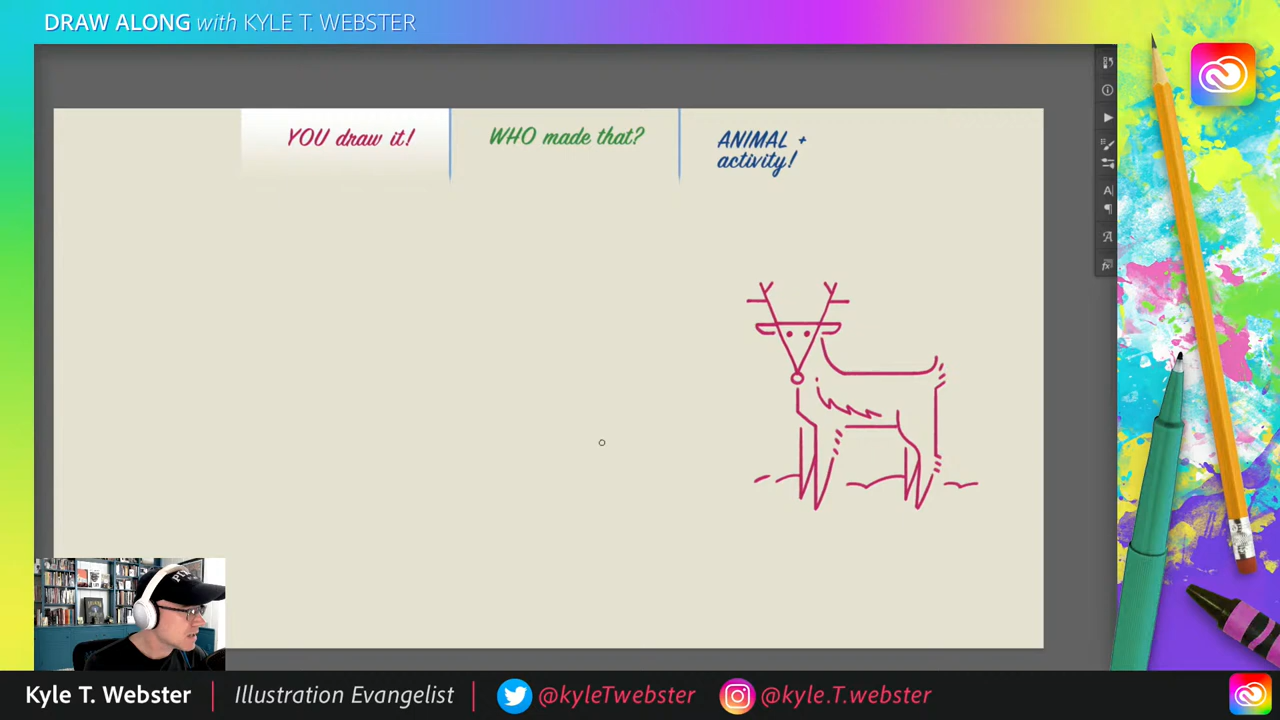 DRAW ALONG with KYLE T. WEBSTER
YOU draw it!
WHO made that?
ANIMAL +
activity!
Kyle T. Webster | Illustration Evangelist @kyleTwebster @kyle.T.webster